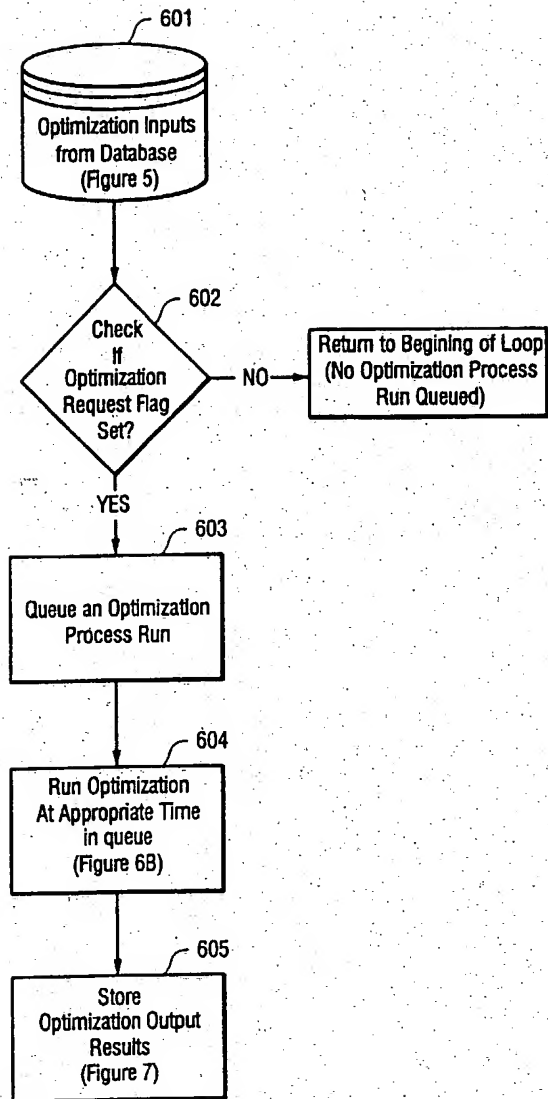 601
Optimization Inputs
from Database
(Figure 5)
602
Check
If
Optimization
Request Flag
Set?
NO
Return to Begining of Loop
(No Optimization Process
Run Queued)
YES
603
Queue an Optimization
Process Run
604
Run Optimization
At Appropriate Time
in queue
(Figure 6B)
605
Store
Optimization Output
Results
(Figure 7)